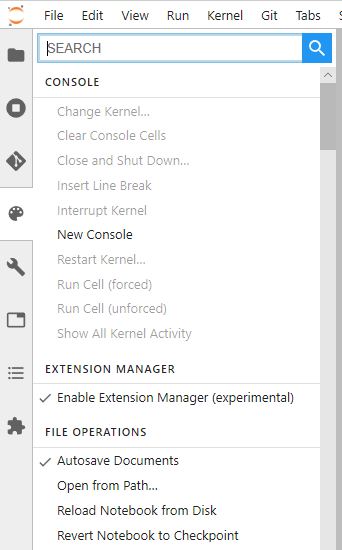 File Edit View Run Kernel Git Tabs S
SEARCH
CONSOLE
Change Kernel...
Clear Console Cells
Close and Shut Down...
Insert Line Break
Interrupt Kernel
New Console
Restart Kernel...
Run Cell (forced)
Run Cell (unforced)
Show All Kernel Activity
EXTENSION MANAGER
Enable Extension Manager (experimental)
FILE OPERATIONS
Autosave Documents
Open from Path...
Reload Notebook from Disk
Revert Notebook to Checkpoint